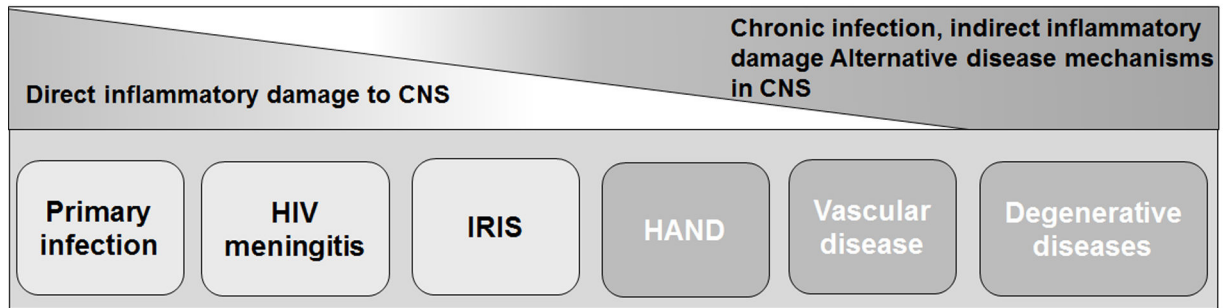 Chronic infection, indirect inflammatory
damage Alternative disease mechanisms
in CNS
Direct inflammatory damage to CNS
Primary
infection
HIV
meningitis
IRIS
HAND
Vascular
disease
Degenerative
diseases